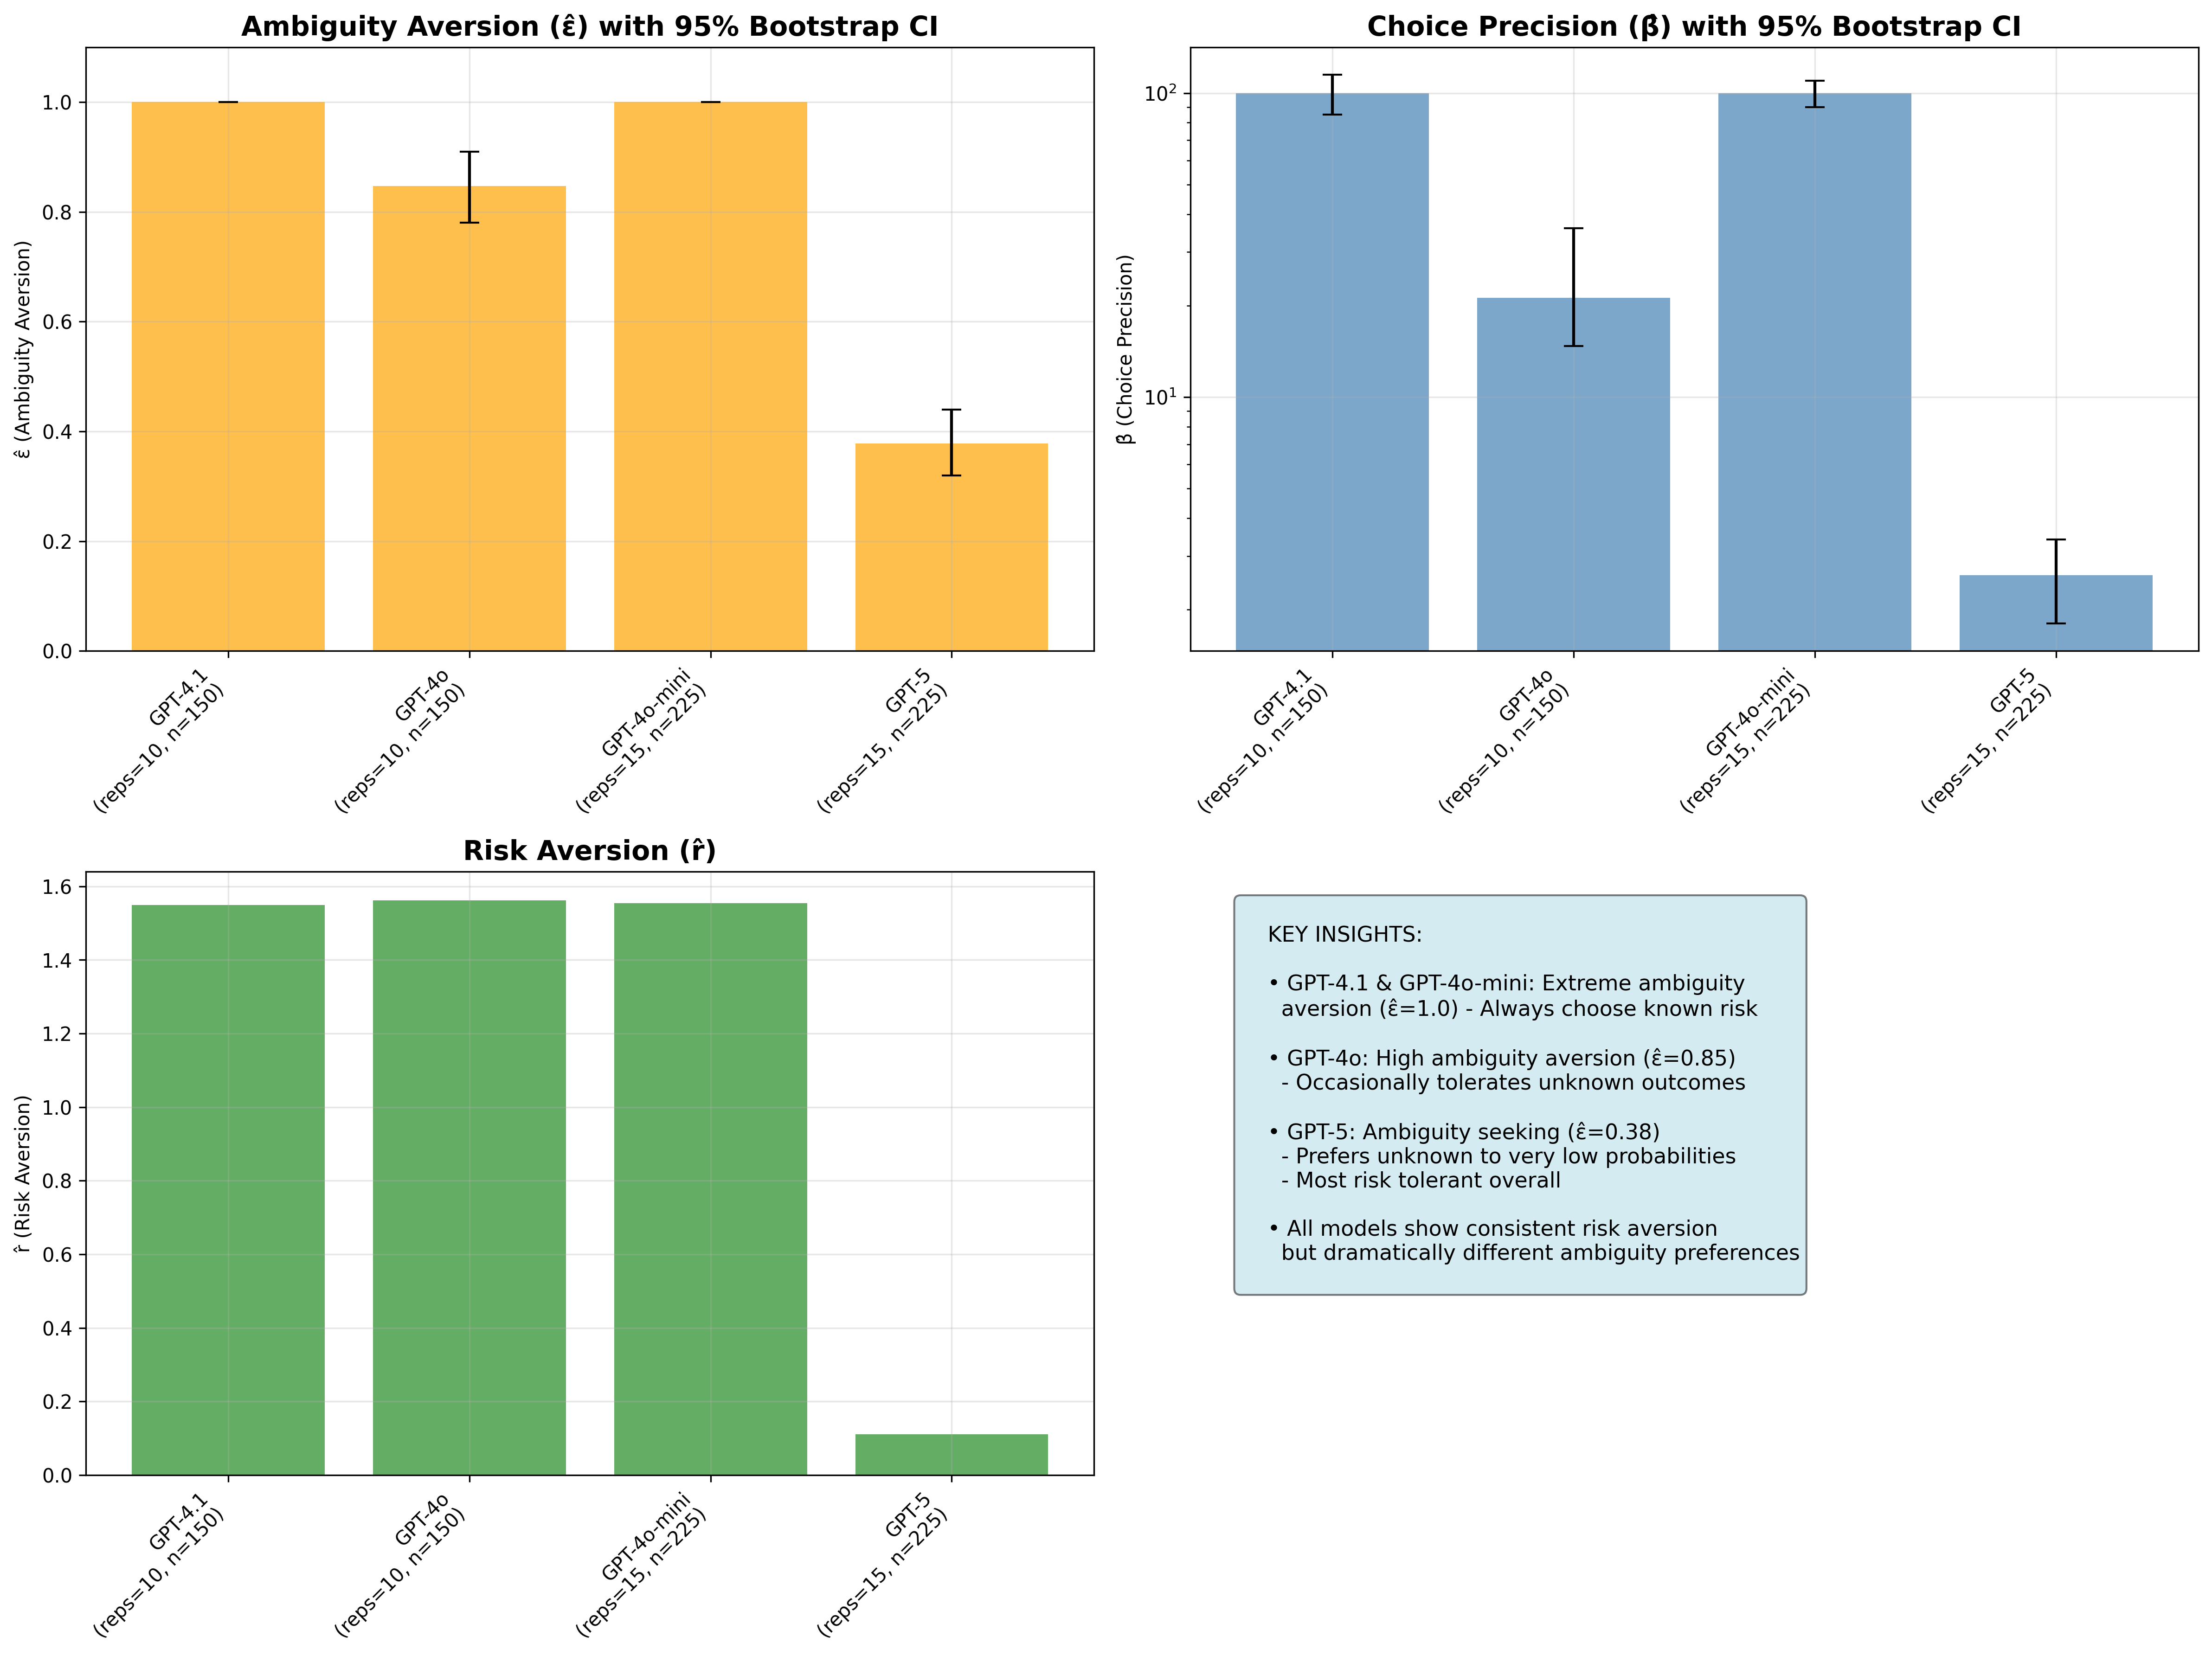 Ambiguity Aversion (ε̂) with 95% Bootstrap CI
ε̂ (Ambiguity Aversion)
1.0
0.8
0.6
0.4
0.2
0.0
GPT-4.1
(reps=10, n=150)
GPT-4o
(reps=10, n=150)
GPT-4o-mini
(reps=15, n=225)
GPT-5
(reps=15, n=225)
Choice Precision (β̂) with 95% Bootstrap CI
β̂ (Choice Precision)
10²
10¹
GPT-4.1
(reps=10, n=150)
GPT-4o
(reps=10, n=150)
GPT-4o-mini
(reps=15, n=225)
GPT-5
(reps=15, n=225)
Risk Aversion (r̂)
r̂ (Risk Aversion)
1.6
1.4
1.2
1.0
0.8
0.6
0.4
0.2
0.0
GPT-4.1
(reps=10, n=150)
GPT-4o
(reps=10, n=150)
GPT-4o-mini
(reps=15, n=225)
GPT-5
(reps=15, n=225)
KEY INSIGHTS:
• GPT-4.1 & GPT-4o-mini: Extreme ambiguity
aversion (ε̂=1.0) - Always choose known risk
• GPT-4o: High ambiguity aversion (ε̂=0.85)
- Occasionally tolerates unknown outcomes
• GPT-5: Ambiguity seeking (ε̂=0.38)
- Prefers unknown to very low probabilities
- Most risk tolerant overall
• All models show consistent risk aversion
but dramatically different ambiguity preferences